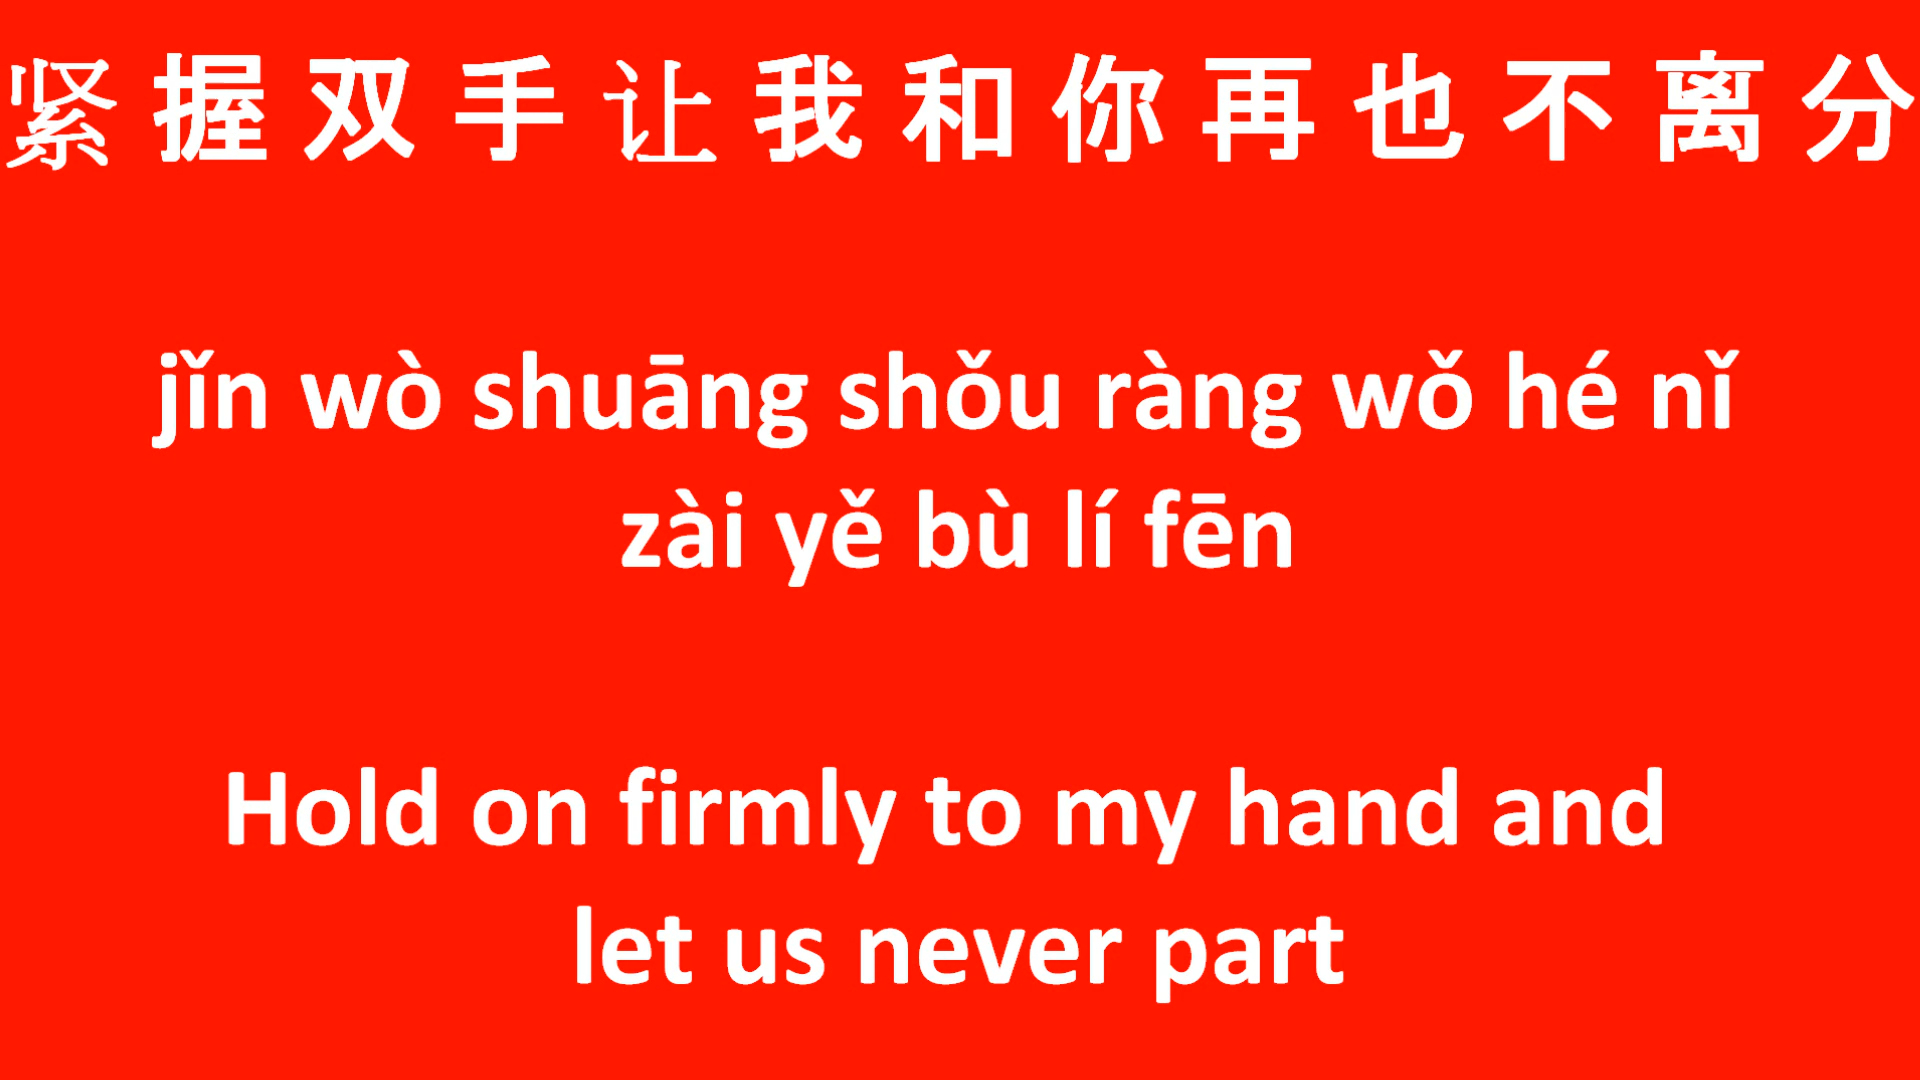 紧握双手让我和你再也不离分
jǐn wò shuāng shǒu ràng wǒ hé nǐ
zài yě bù lí fēn
Hold on firmly to my hand and
let us never part